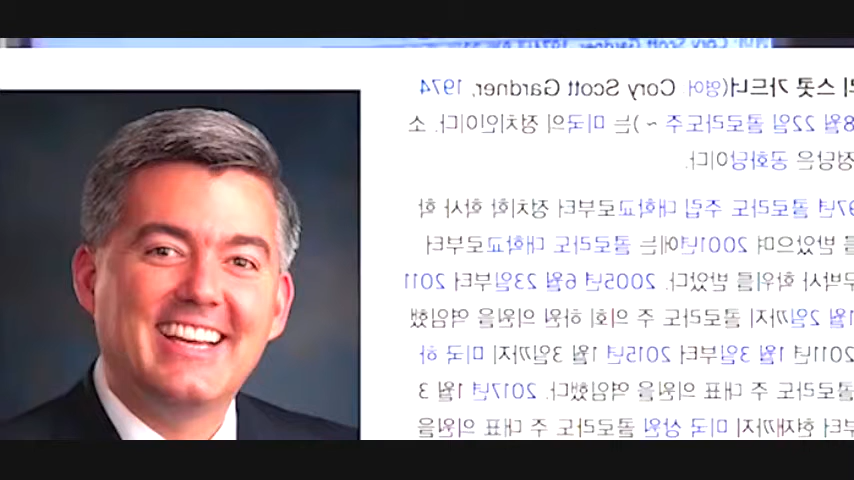 리 스콧 가드너(영어 Cory Scott Gardner, 1974
8월 22일 콜로라도주 ~ )는 미국의 정치인이다. 소
정당은 공화당이다.
97년 콜로라도 주립 대학교로부터 정치학 학사 학
를 받았으며 2001년에는 콜로라도 대학교로부터
무박사 학위를 받았다. 2005년 6월 23일부터 2011
1월 2일까지 콜로라도 주 의회 하원 의원을 역임했
2011년 1월 3일부터 2015년 1월 3일까지 미국 하
콜로라도 주 대표 의원을 역임했다. 2017년 1월 3
부터 현재까지 미국 상원 콜로라도 주 대표 의원을